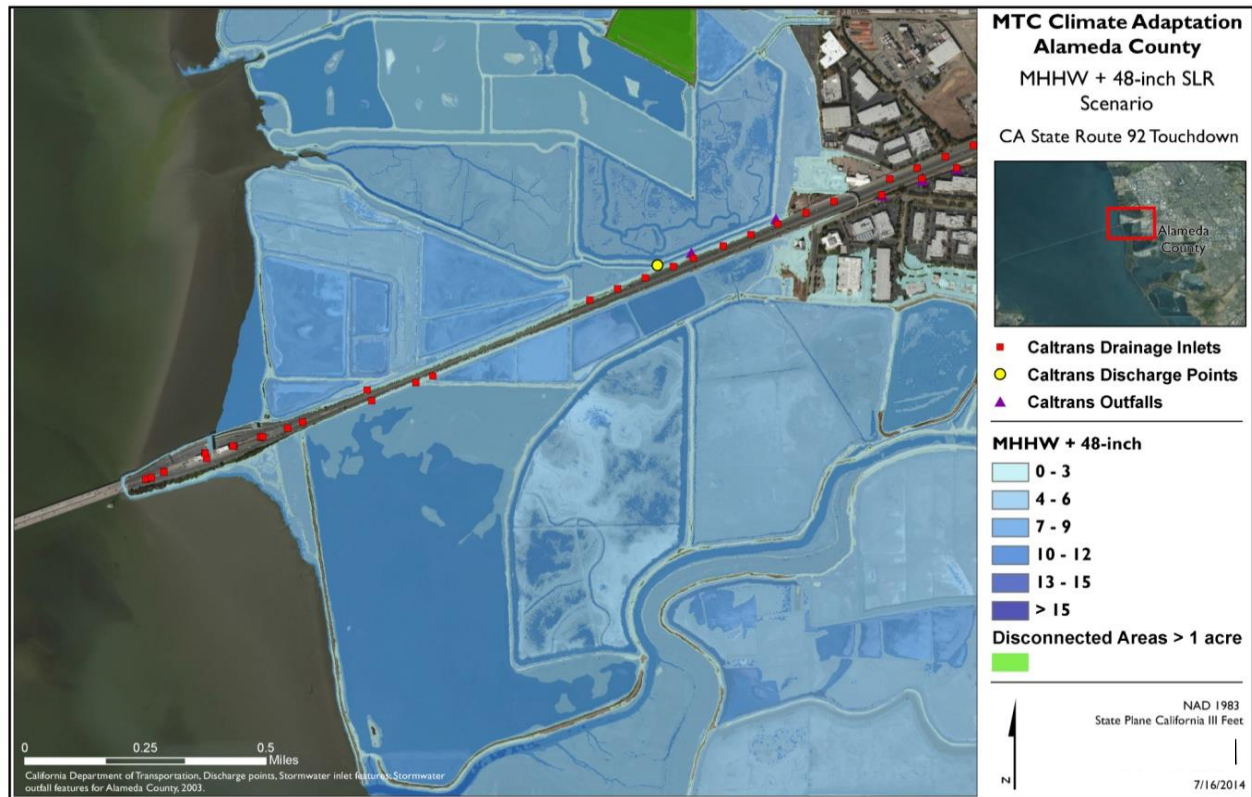 MTC Climate Adaptation
Alameda County
MHHW + 48-inch SLR
Scenario
CA State Route 92 Touchdown
Alameda
County
Caltrans Drainage Inlets
Caltrans Discharge Points
Caltrans Outfalls
MHHW + 48-inch
0 - 3
4 - 6
7 - 9
10 - 12
13 - 15
> 15
Disconnected Areas > 1 acre
NAD 1983
State Plane California III Feet
N
7/16/2014
0 0.25 0.5
Miles
California Department of Transportation, Discharge points, Stormwater inlet features; Stormwater
outfall features for Alameda County, 2003.